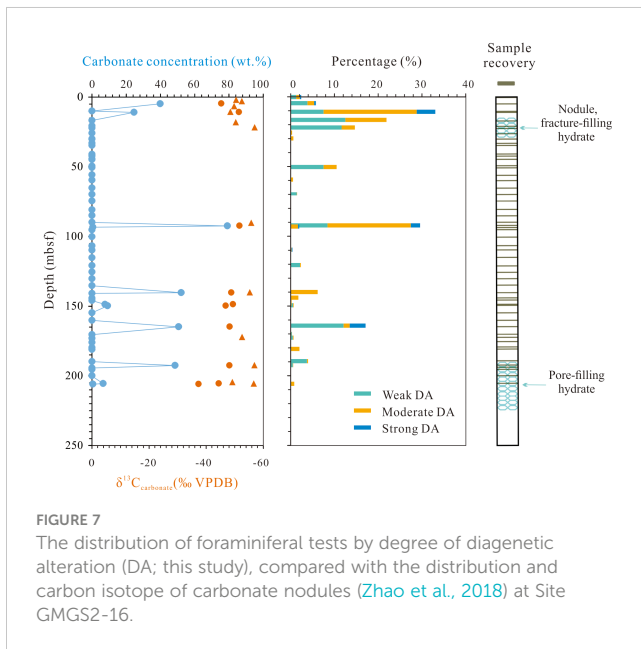 Carbonate concentration (wt.%)
0 20 40 60 80 100
Percentage (%)
0 10 20 30 40
Sample
recovery
Depth (mbsf)
0
50
100
150
200
250
Nodule,
fracture-filling
hydrate
Pore-filling
hydrate
Weak DA
Moderate DA
Strong DA
0 -20 -40 -60
δ¹³Ccarbonate(‰ VPDB)
FIGURE 7
The distribution of foraminiferal tests by degree of diagenetic
alteration (DA; this study), compared with the distribution and
carbon isotope of carbonate nodules (Zhao et al., 2018) at Site
GMGS2-16.